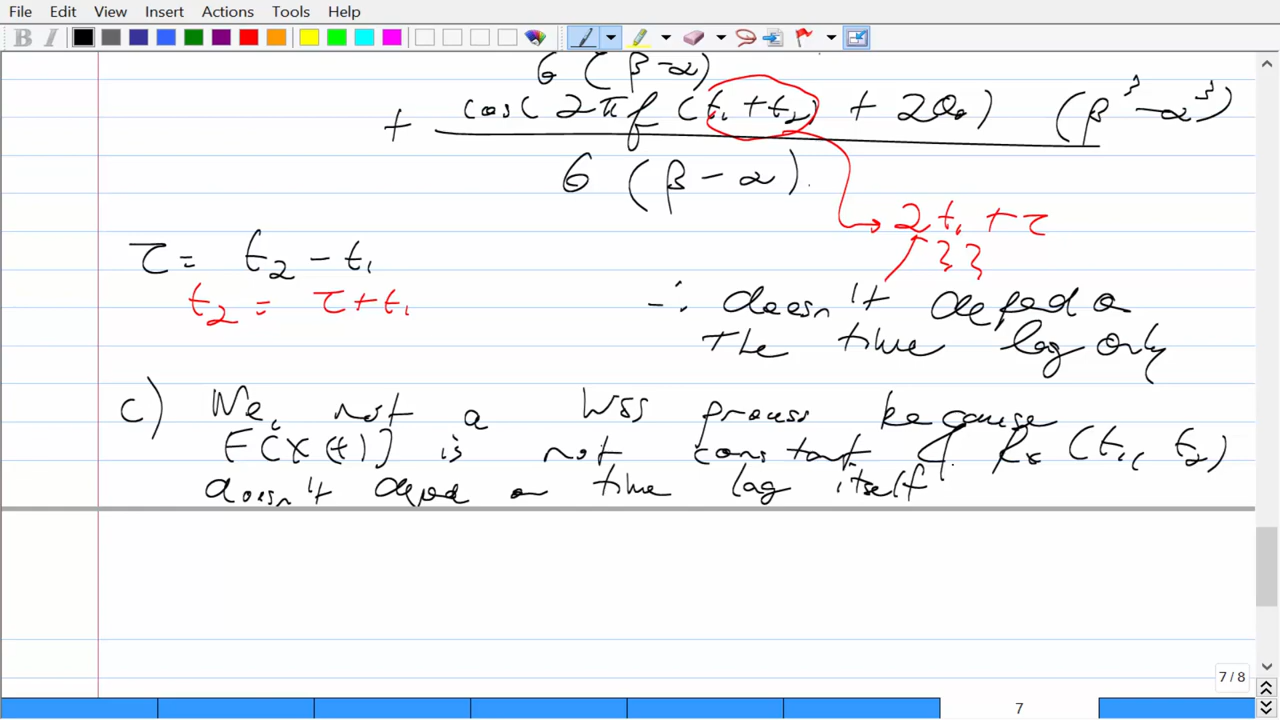 File Edit View Insert Actions Tools Help
B I
6 (β-α)
+ cos( 2πf (t₁ + t₂) + 2θ₀) (β³-α³)
6 (β-α)
2t₁ + τ
τ = t₂ - t₁
t₂ = τ + t₁
∴ doesn't depend on
the time lag only
c) No, not a WSS process because
E[X(t)] is not constant & Rx (t₁, t₂)
doesn't depend on time lag itself
7 / 8
7